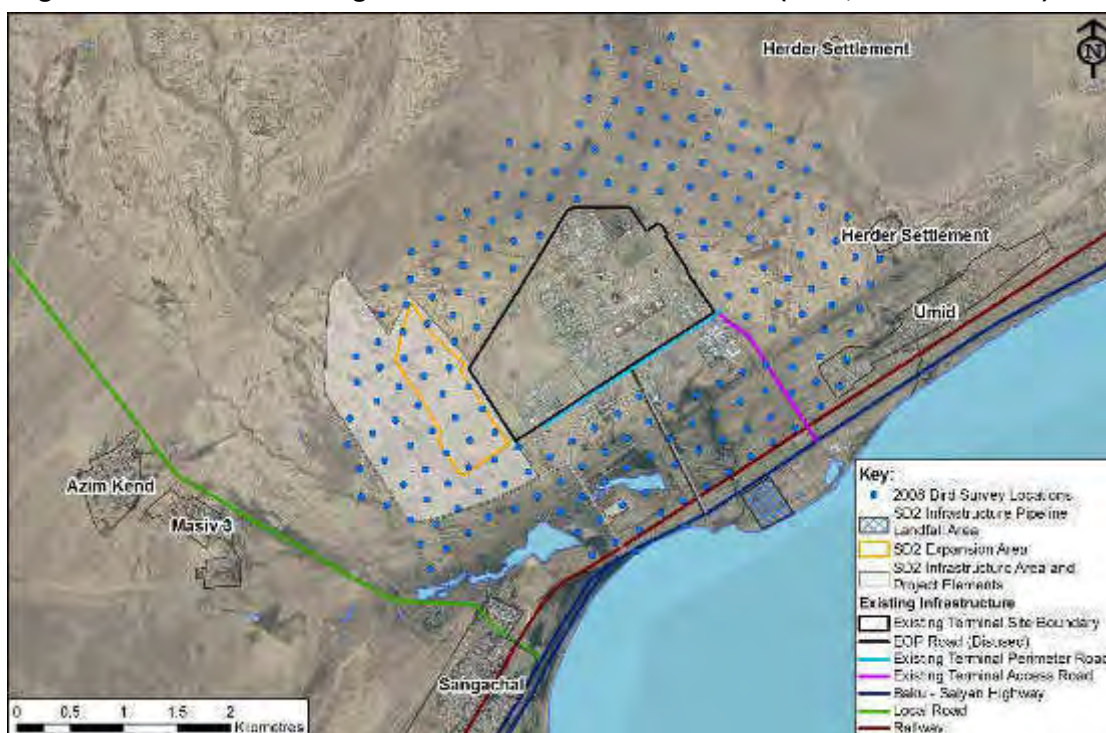 Herder Settlement
N
Herder Settlement
Umid
Azim Kend
Masiv 3
Sangachal
0 0.5 1 1.5 2
Kilometres
Key:
2008 Bird Survey Locations
SD2 Infrastructure Pipeline
Landfall Area
SD2 Expansion Area
SD2 Infrastructure Area and
Project Elements
Existing Infrastructure
Existing Terminal Site Boundary
EOP Road (Disused)
Existing Terminal Perimeter Road
Existing Terminal Access Road
Baku - Salyan Highway
Local Road
Railway